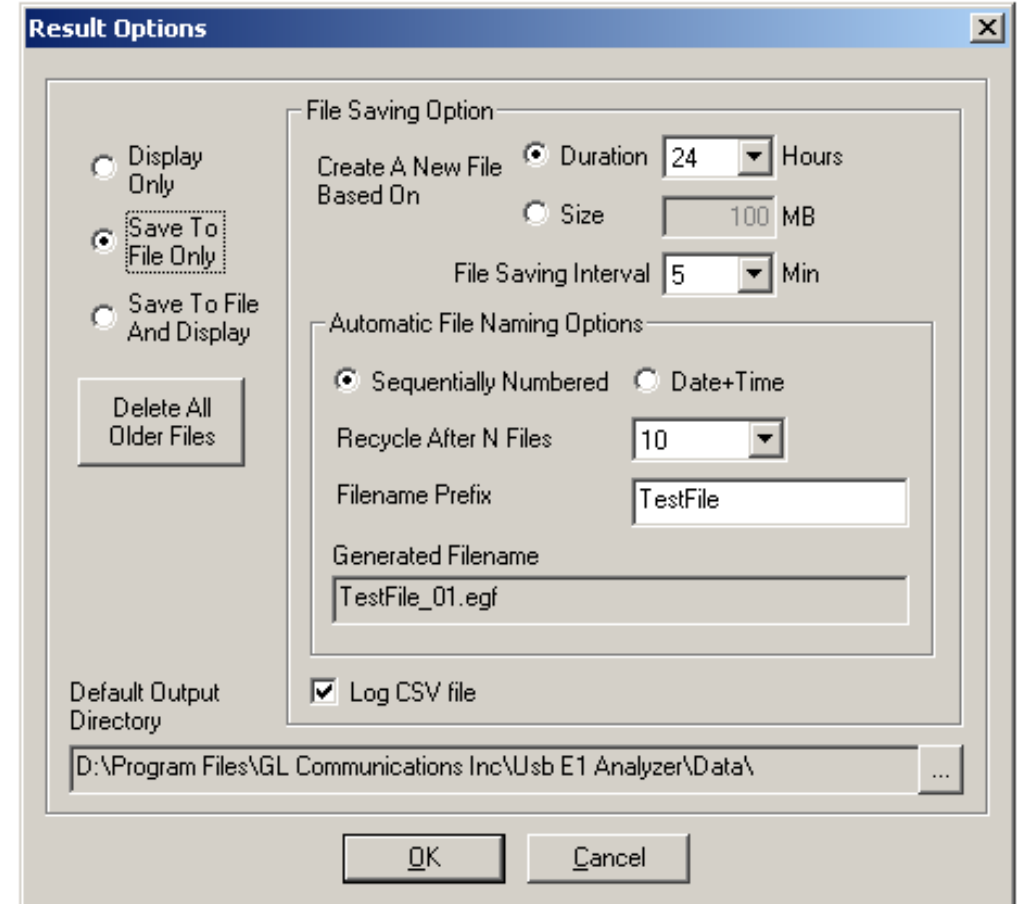 Result Options
Display
Only
Save To
File Only
Save To File
And Display
Delete All
Older Files
File Saving Option
Create A New File
Based On
Duration 24 Hours
Size 100 MB
File Saving Interval 5 Min
Automatic File Naming Options
Sequentially Numbered Date+Time
Recycle After N Files 10
Filename Prefix TestFile
Generated Filename
TestFile_01.egf
Log CSV file
Default Output
Directory
D:\Program Files\GL Communications Inc\Usb E1 Analyzer\Data\ ...
OK Cancel